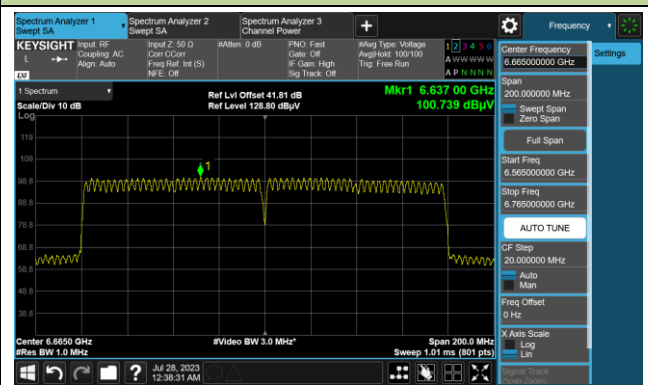 Spectrum Analyzer 1
Swept SA
Spectrum Analyzer 2
Swept SA
Spectrum Analyzer 3
Channel Power
Frequency
KEYSIGHT
L
Input: RF
Coupling: AC
Align: Auto
Input Z: 50 Ω
Corr CCorr
Freq Ref: Int (S)
NFE: Off
#Atten: 0 dB
PNO: Fast
Gate: Off
IF Gain: High
Sig Track: Off
#Avg Type: Voltage
Avg|Hold: 100/100
Trig: Free Run
1 2 3 4 5 6
A W W W W W
A P N N N N
Center Frequency
6.665000000 GHz
Settings
Span
200.000000 MHz
Swept Span
Zero Span
Full Span
Start Freq
6.565000000 GHz
Stop Freq
6.765000000 GHz
AUTO TUNE
CF Step
20.000000 MHz
Auto
Man
Freq Offset
0 Hz
X Axis Scale
Log
Lin
Signal Track
(Span Zoom)
1 Spectrum
Scale/Div 10 dB
Log
Ref Lvl Offset 41.81 dB
Ref Level 128.80 dBµV
Mkr1 6.637 00 GHz
100.739 dBµV
119
109
98.8
88.8
78.8
68.8
58.8
48.8
38.8
1
Center 6.6650 GHz
#Res BW 1.0 MHz
#Video BW 3.0 MHz*
Span 200.0 MHz
Sweep 1.01 ms (801 pts)
Jul 28, 2023
12:38:31 AM